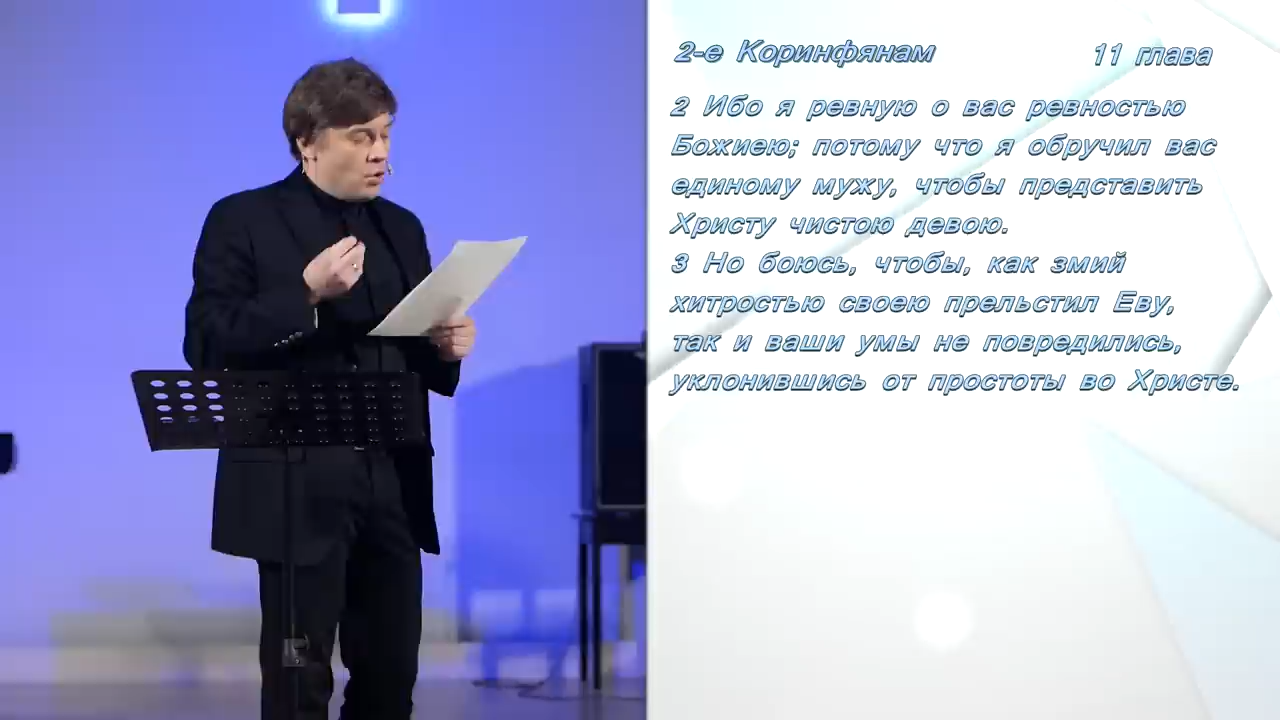 2-е Коринфянам 11 глава
2 Ибо я ревную о вас ревностью
Божиею; потому что я обручил вас
единому мужу, чтобы представить
Христу чистою девою.
3 Но боюсь, чтобы, как змий
хитростью своею прельстил Еву,
так и ваши умы не повредились,
уклонившись от простоты во Христе.